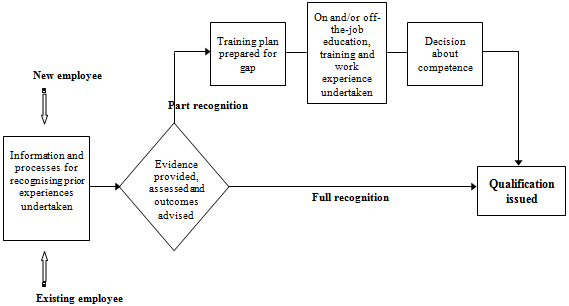 New employee
Information and
processes for
recognising prior
experiences
undertaken
Existing employee
Evidence
provided,
assessed and
outcomes
advised
Part recognition
Training plan
prepared for
gap
On and/or off-
the-job
education,
training and
work
experience
undertaken
Decision about
competence
Full recognition
Qualification
issued